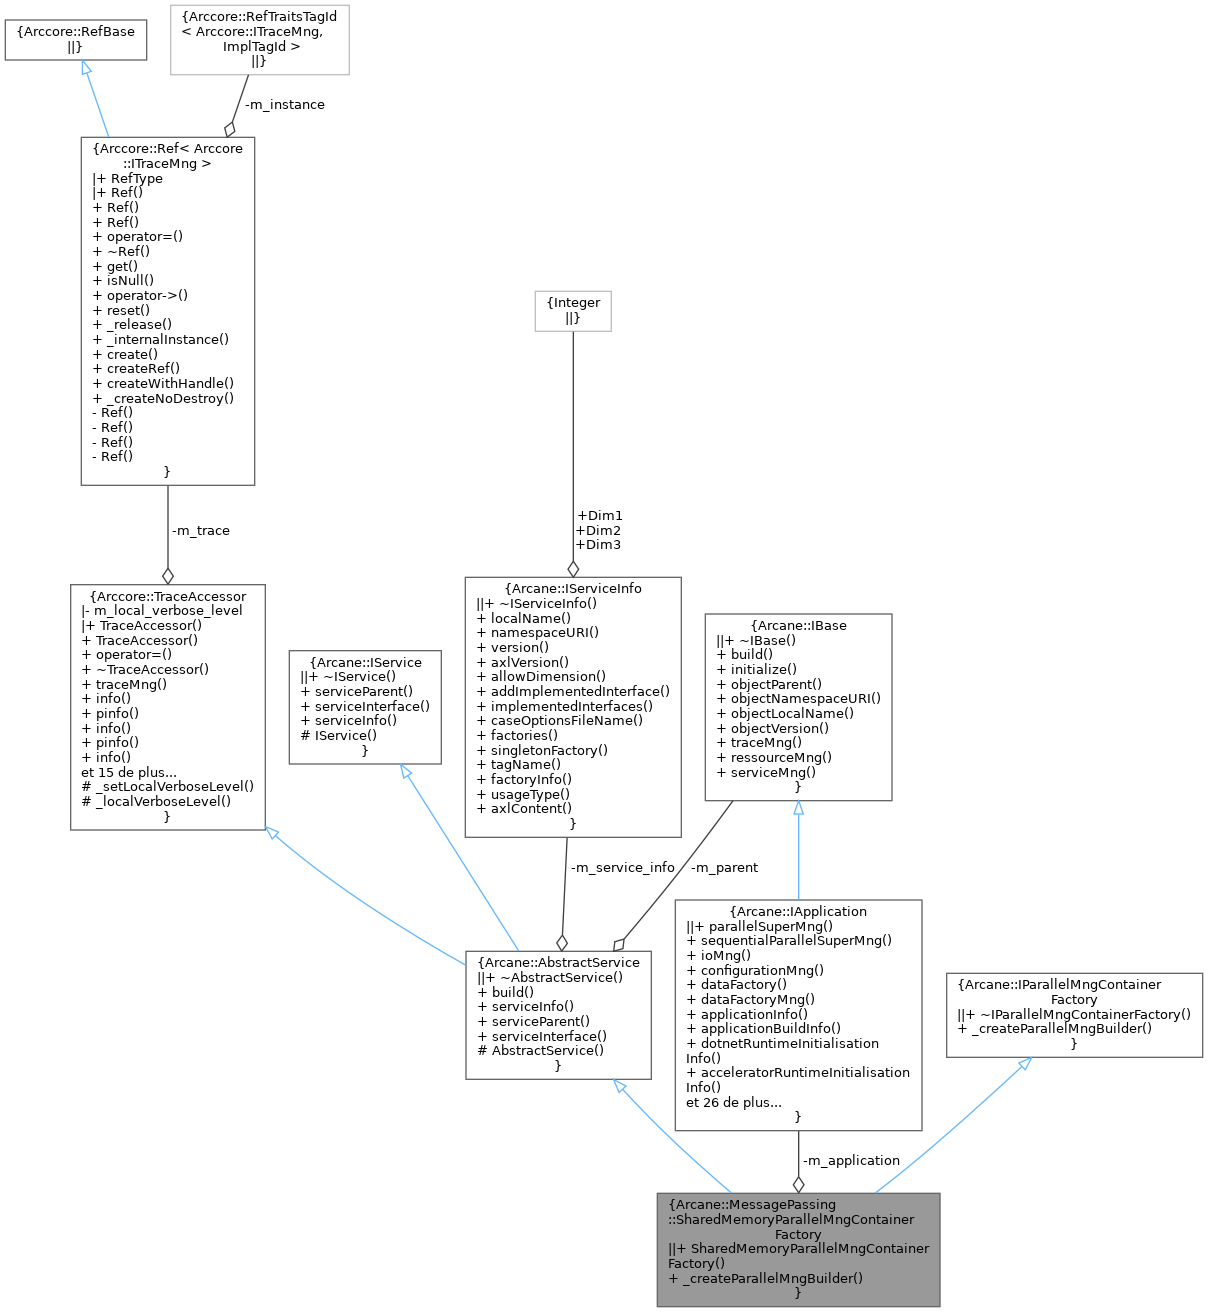 {Arccore::RefBase
||}
{Arccore::RefTraitsTagId
< Arccore::ITraceMng,
ImplTagId >
||}
-m_instance
{Arccore::Ref< Arccore
::ITraceMng >
|+ RefType
|+ Ref()
+ Ref()
+ Ref()
+ operator=()
+ ~Ref()
+ get()
+ isNull()
+ operator->()
+ reset()
+ _release()
+ _internalInstance()
+ create()
+ createRef()
+ createWithHandle()
+ _createNoDestroy()
- Ref()
- Ref()
- Ref()
- Ref()
}
{Integer
||}
+Dim1
+Dim2
+Dim3
-m_trace
{Arccore::TraceAccessor
|- m_local_verbose_level
|+ TraceAccessor()
+ TraceAccessor()
+ operator=()
+ ~TraceAccessor()
+ traceMng()
+ info()
+ pinfo()
+ info()
+ pinfo()
+ info()
et 15 de plus...
# _setLocalVerboseLevel()
# _localVerboseLevel()
}
{Arcane::IService
||+ ~IService()
+ serviceParent()
+ serviceInterface()
+ serviceInfo()
# IService()
}
{Arcane::IServiceInfo
||+ ~IServiceInfo()
+ localName()
+ namespaceURI()
+ version()
+ axlVersion()
+ allowDimension()
+ addImplementedInterface()
+ implementedInterfaces()
+ caseOptionsFileName()
+ factories()
+ singletonFactory()
+ tagName()
+ factoryInfo()
+ usageType()
+ axlContent()
}
{Arcane::IBase
||+ ~IBase()
+ build()
+ initialize()
+ objectParent()
+ objectNamespaceURI()
+ objectLocalName()
+ objectVersion()
+ traceMng()
+ ressourceMng()
+ serviceMng()
}
-m_service_info
-m_parent
{Arcane::AbstractService
||+ ~AbstractService()
+ build()
+ serviceInfo()
+ serviceParent()
+ serviceInterface()
# AbstractService()
}
{Arcane::IApplication
||+ parallelSuperMng()
+ sequentialParallelSuperMng()
+ ioMng()
+ configurationMng()
+ dataFactory()
+ dataFactoryMng()
+ applicationInfo()
+ applicationBuildInfo()
+ dotnetRuntimeInitialisation
Info()
+ acceleratorRuntimeInitialisation
Info()
et 26 de plus...
}
{Arcane::IParallelMngContainer
Factory
||+ ~IParallelMngContainerFactory()
+ _createParallelMngBuilder()
}
-m_application
{Arcane::MessagePassing
::SharedMemoryParallelMngContainer
Factory
||+ SharedMemoryParallelMngContainer
Factory()
+ _createParallelMngBuilder()
}